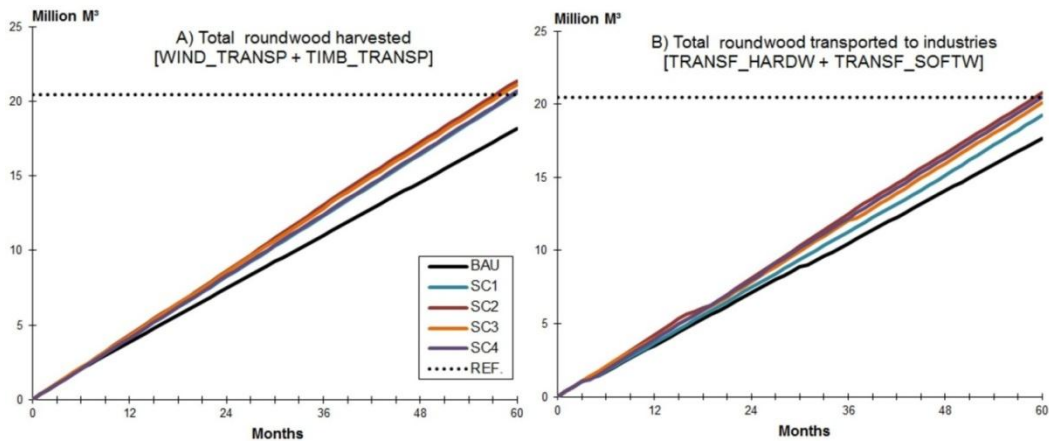 Million M³
A) Total roundwood harvested
[WIND_TRANSP + TIMB_TRANSP]
25
20
15
10
5
0
BAU
SC1
SC2
SC3
SC4
REF.
0 12 24 36 48 60
Months
Million M³
B) Total roundwood transported to industries
[TRANSF_HARDW + TRANSF_SOFTW]
25
20
15
10
5
0
0 12 24 36 48 60
Months